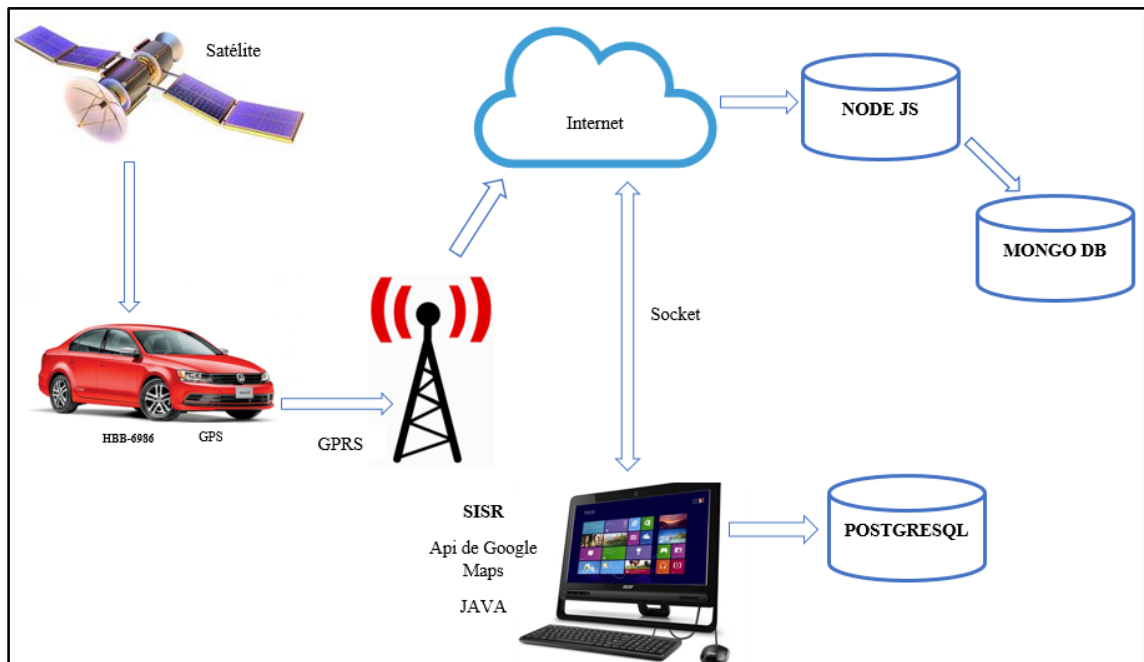 Satélite
Internet
NODE JS
MONGO DB
Socket
HBB-6986
GPS
GPRS
SISR
Api de Google
Maps
JAVA
POSTGRESQL